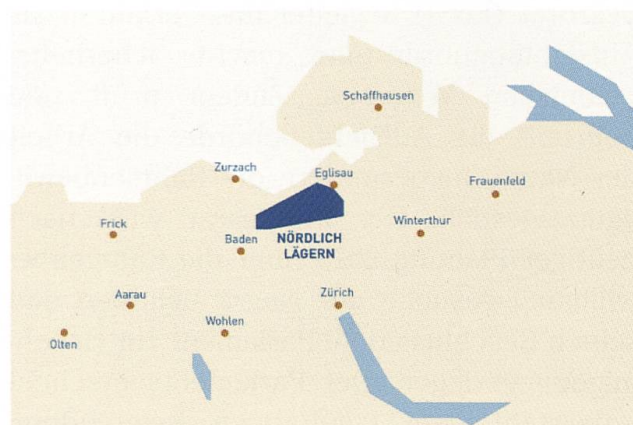 Schaffhausen
Zurzach
Eglisau
Frauenfeld
Frick
Winterthur
Baden
NÖRDLICH
LÄGERN
Aarau
Zürich
Wohlen
Olten